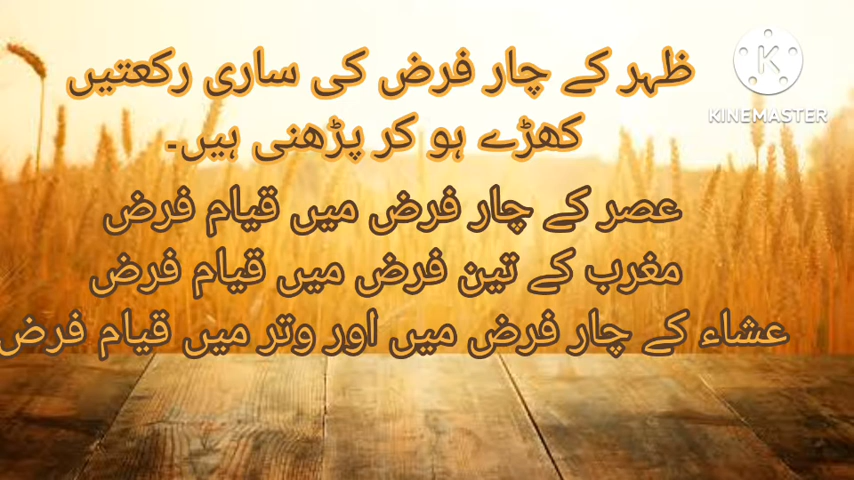 ظہر کے چار فرض کی ساری رکعتیں
کھڑے ہو کر پڑھنی ہیں۔
عصر کے چار فرض میں قیام فرض
مغرب کے تین فرض میں قیام فرض
عشاء کے چار فرض میں اور وتر میں قیام فرض
K
KINEMASTER